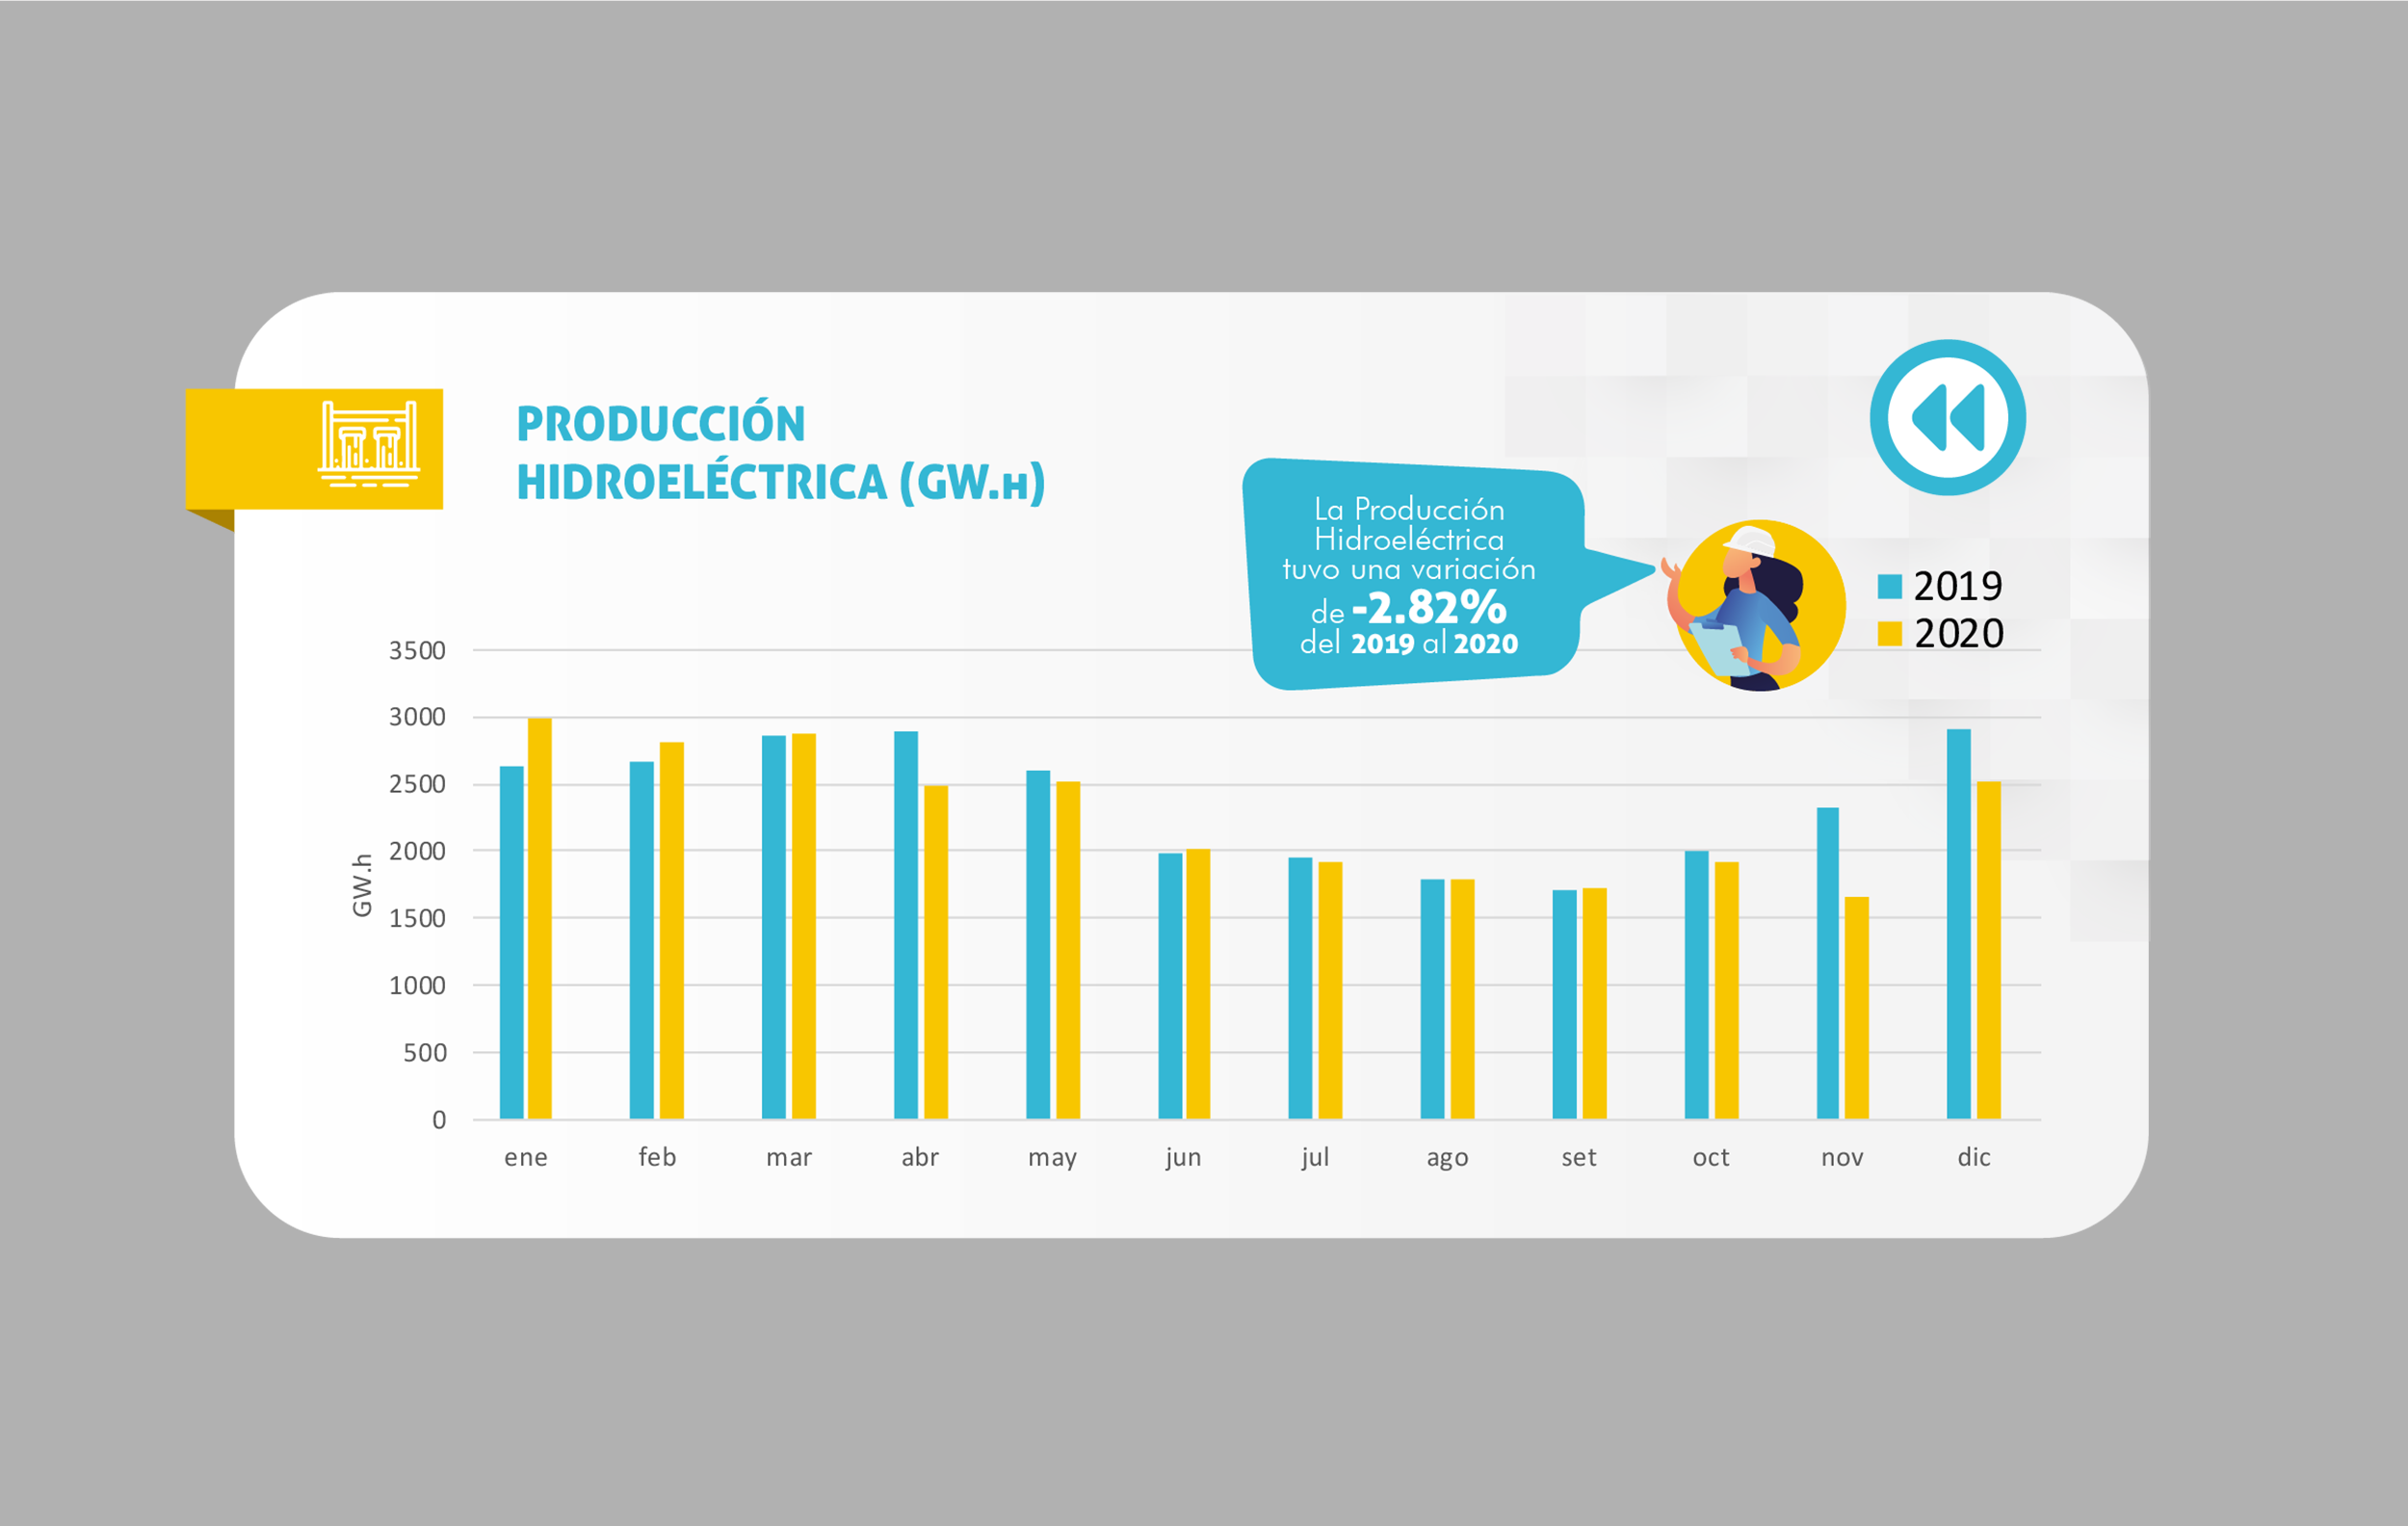 PRODUCCIÓN
HIDROELÉCTRICA (GW.H)
La Producción
Hidroeléctrica
tuvo una variación
de -2.82%
del 2019 al 2020
2019
2020
3500
3000
2500
2000
1500
1000
500
0
GW.h
ene feb mar abr may jun jul ago set oct nov dic